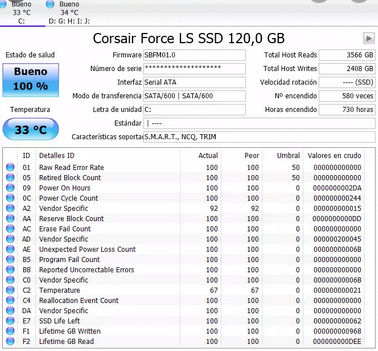 Bueno Bueno
33 °C 34 °C
C: D: G: H: I: J:
Corsair Force LS SSD 120,0 GB
Estado de salud
Bueno
100 %
Temperatura
33 °C
Firmware SBFM01.0
Número de serie ********************
Interfaz Serial ATA
Modo de transferencia SATA/600 | SATA/600
Letra de unidad C:
Estándar | ----
Características soportadas S.M.A.R.T., NCQ, TRIM
Total Host Reads 3566 GB
Total Host Writes 2408 GB
Velocidad rotación ---- (SSD)
Nº encendido 580 veces
Horas encendido 730 horas
ID Detalles ID Actual Peor Umbral Valores en crudo
01 Raw Read Error Rate 100 100 50 000000000000
05 Retired Block Count 100 100 50 000000000000
09 Power On Hours 100 100 0 0000000002DA
0C Power Cycle Count 100 100 0 000000000244
A2 Vendor Specific 92 92 0 000000000015
AA Reserve Block Count 100 100 0 0000000000DD
AC Erase Fail Count 100 100 0 000000000000
AD Vendor Specific 100 100 0 000000200045
AE Unexpected Power Loss Count 100 100 0 00000000006B
B5 Program Fail Count 100 100 0 000000000000
BB Reported Uncorrectable Errors 100 100 0 000000000000
C0 Vendor Specific 100 100 0 00000000006B
C2 Temperature 67 67 0 000000000021
C4 Reallocation Event Count 100 100 0 000000000000
DA Vendor Specific 100 100 0 000000000000
E7 SSD Life Left 100 100 0 000000000062
F1 Lifetime GB Written 100 100 0 000000000968
F2 Lifetime GB Read 100 100 0 000000000DEE